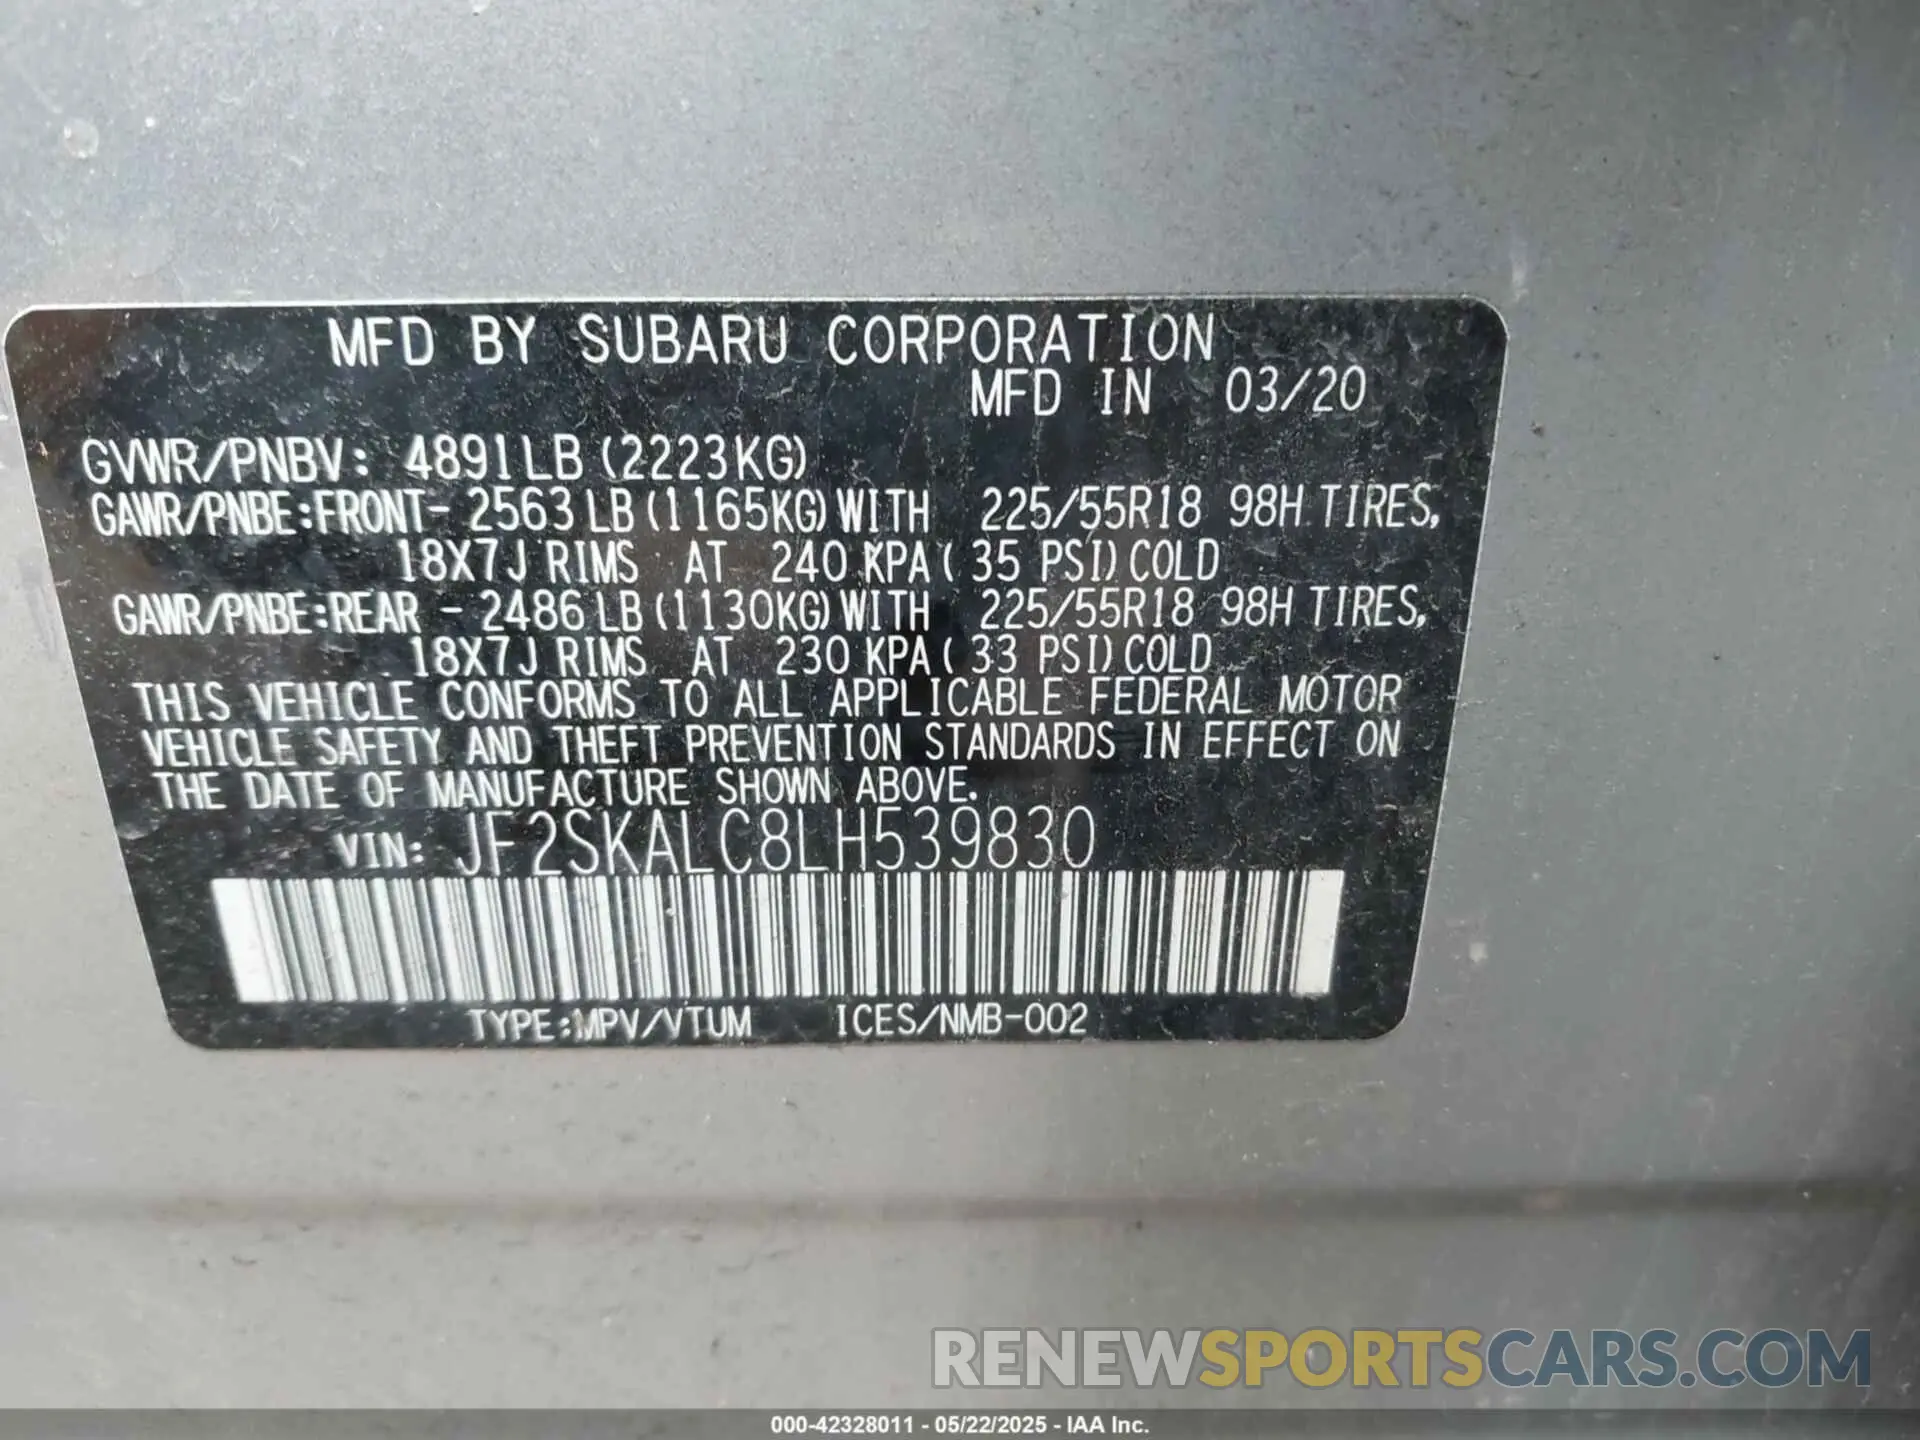 MFD BY SUBARU CORPORATION
MFD IN 03/20
GVWR/PNBV: 4891LB (2223KG)
GAWR/PNBE:FRONT- 2563LB(1165KG)WITH 225/55R18 98H TIRES,
18X7J RIMS AT 240 KPA( 35 PSI)COLD
GAWR/PNBE:REAR - 2486LB(1130KG)WITH 225/55R18 98H TIRES,
18X7J RIMS AT 230 KPA( 33 PSI)COLD
THIS VEHICLE CONFORMS TO ALL APPLICABLE FEDERAL MOTOR
VEHICLE SAFETY AND THEFT PREVENTION STANDARDS IN EFFECT ON
THE DATE OF MANUFACTURE SHOWN ABOVE.
VIN: JF2SKALC8LH539830
TYPE:MPV/VTUM ICES/NMB-002
RENEWSPORTSCARS.COM
000-42328011 - 05/22/2025 - IAA Inc.